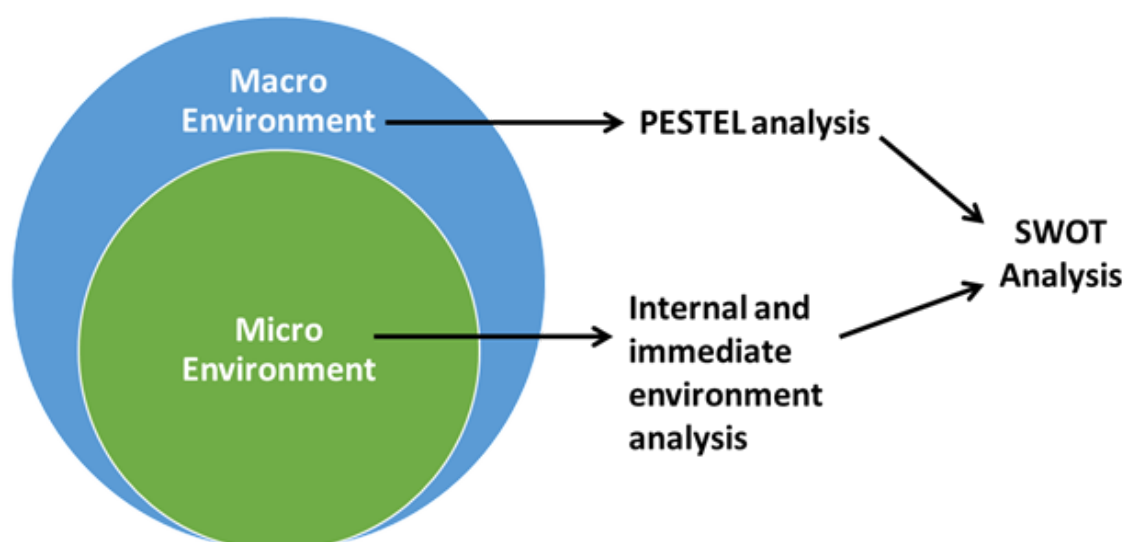 Macro
Environment
PESTEL analysis
SWOT
Analysis
Micro
Environment
Internal and
immediate
environment
analysis